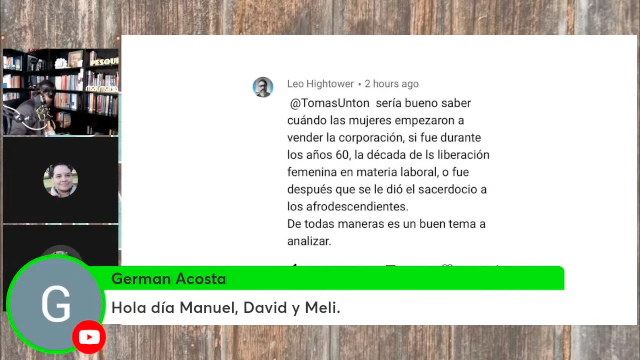 Leo Hightower • 2 hours ago
@TomasUnton sería bueno saber
cuándo las mujeres empezaron a
vender la corporación, si fue durante
los años 60, la década de ls liberación
femenina en materia laboral, o fue
después que se le dió el sacerdocio a
los afrodescendientes.
De todas maneras es un buen tema a
analizar.
G
German Acosta
Hola día Manuel, David y Meli.